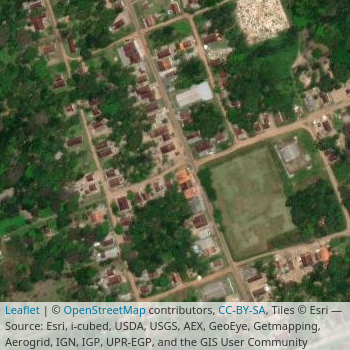 Leaflet | © OpenStreetMap contributors, CC-BY-SA, Tiles © Esri —
Source: Esri, i-cubed, USDA, USGS, AEX, GeoEye, Getmapping,
Aerogrid, IGN, IGP, UPR-EGP, and the GIS User Community